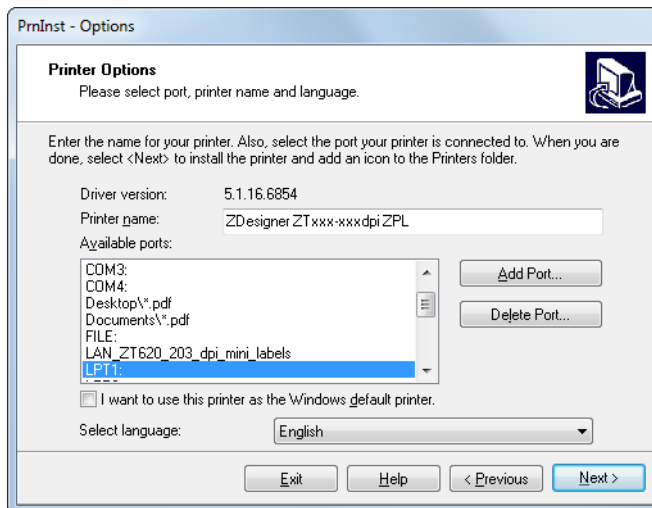 PrnInst - Options
Printer Options
Please select port, printer name and language.
Enter the name for your printer. Also, select the port your printer is connected to. When you are
done, select <Next> to install the printer and add an icon to the Printers folder.
Driver version: 5.1.16.6854
Printer name: ZDesigner ZTxxx-xxxdpi ZPL
Available ports:
COM3:
COM4:
Desktop\*.pdf
Documents\*.pdf
FILE:
LAN_ZT620_203_dpi_mini_labels
LPT1:
Add Port...
Delete Port...
I want to use this printer as the Windows default printer.
Select language: English
Exit Help < Previous Next >